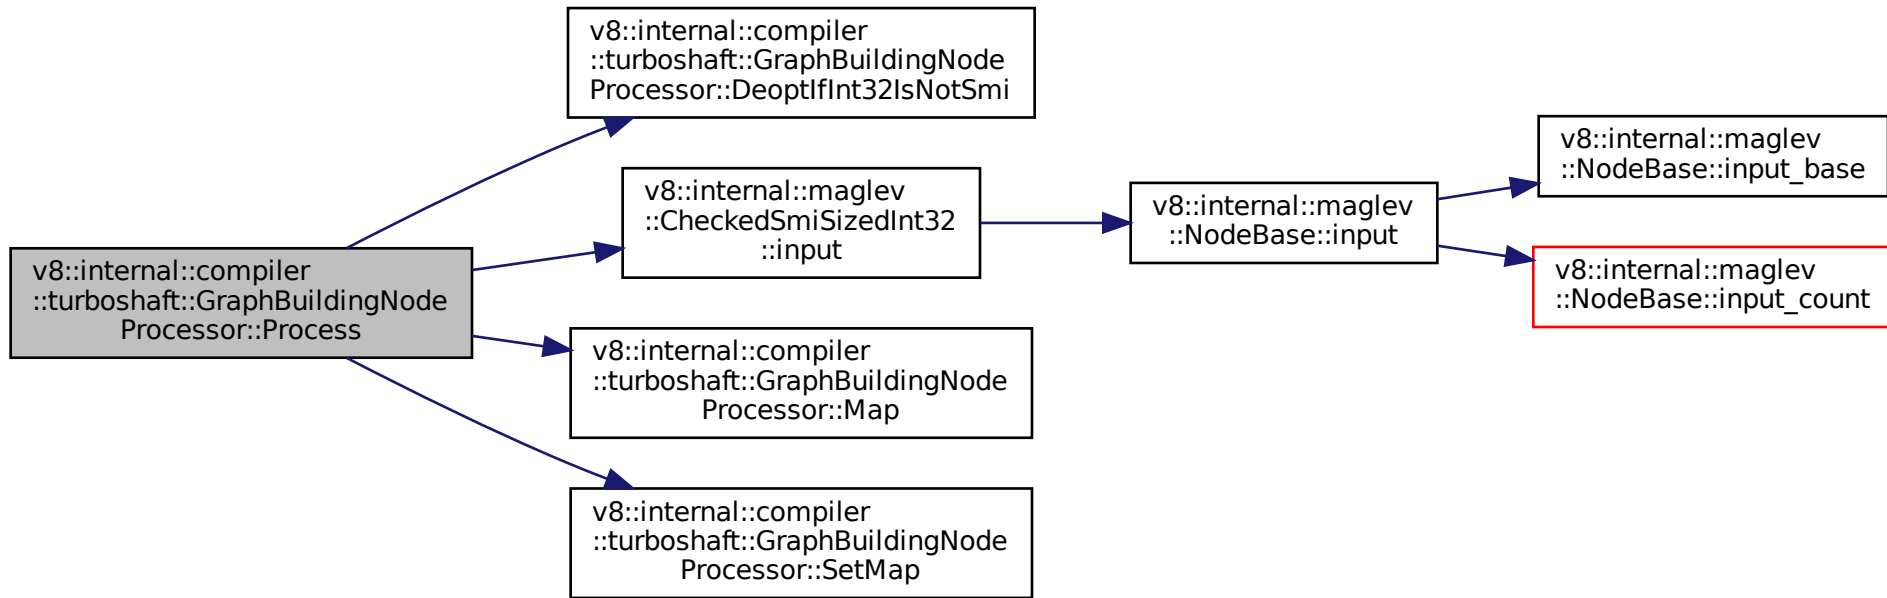 v8::internal::compiler
::turboshaft::GraphBuildingNode
Processor::Process
v8::internal::compiler
::turboshaft::GraphBuildingNode
Processor::DeoptIfInt32IsNotSmi
v8::internal::maglev
::CheckedSmiSizedInt32
::input
v8::internal::compiler
::turboshaft::GraphBuildingNode
Processor::Map
v8::internal::compiler
::turboshaft::GraphBuildingNode
Processor::SetMap
v8::internal::maglev
::NodeBase::input
v8::internal::maglev
::NodeBase::input_base
v8::internal::maglev
::NodeBase::input_count